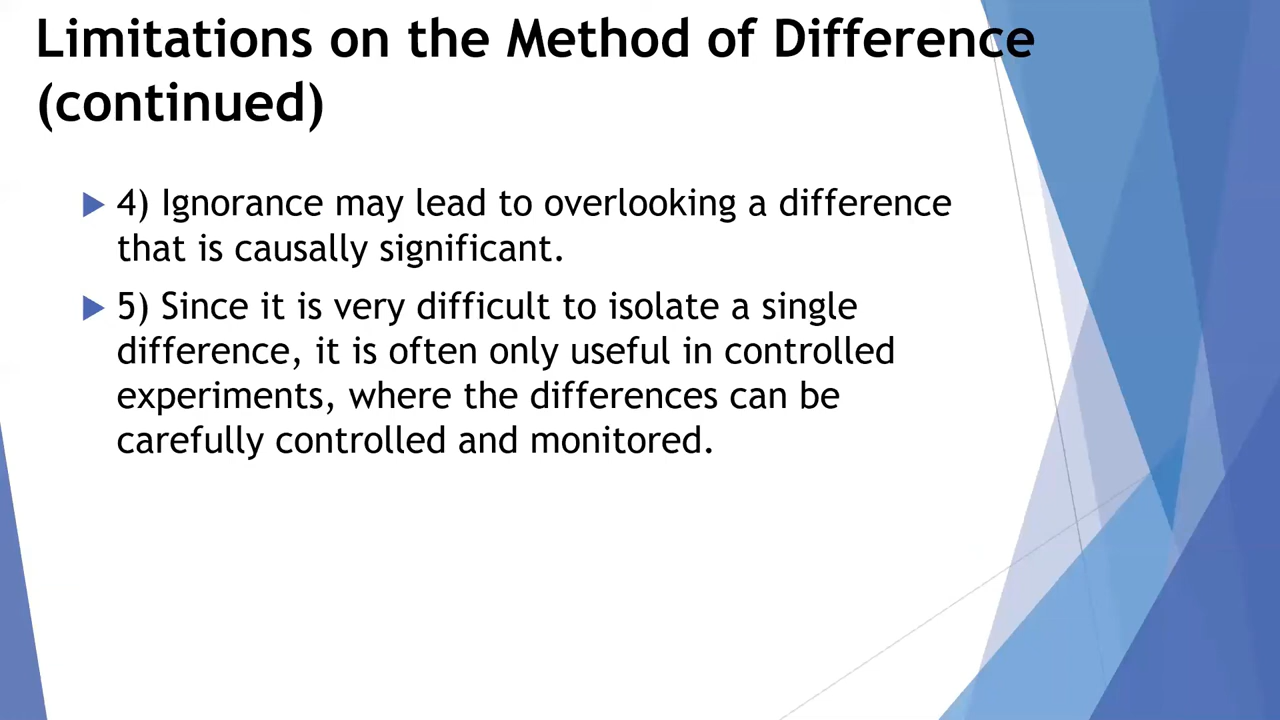 Limitations on the Method of Difference
(continued)
4) Ignorance may lead to overlooking a difference
that is causally significant.
5) Since it is very difficult to isolate a single
difference, it is often only useful in controlled
experiments, where the differences can be
carefully controlled and monitored.